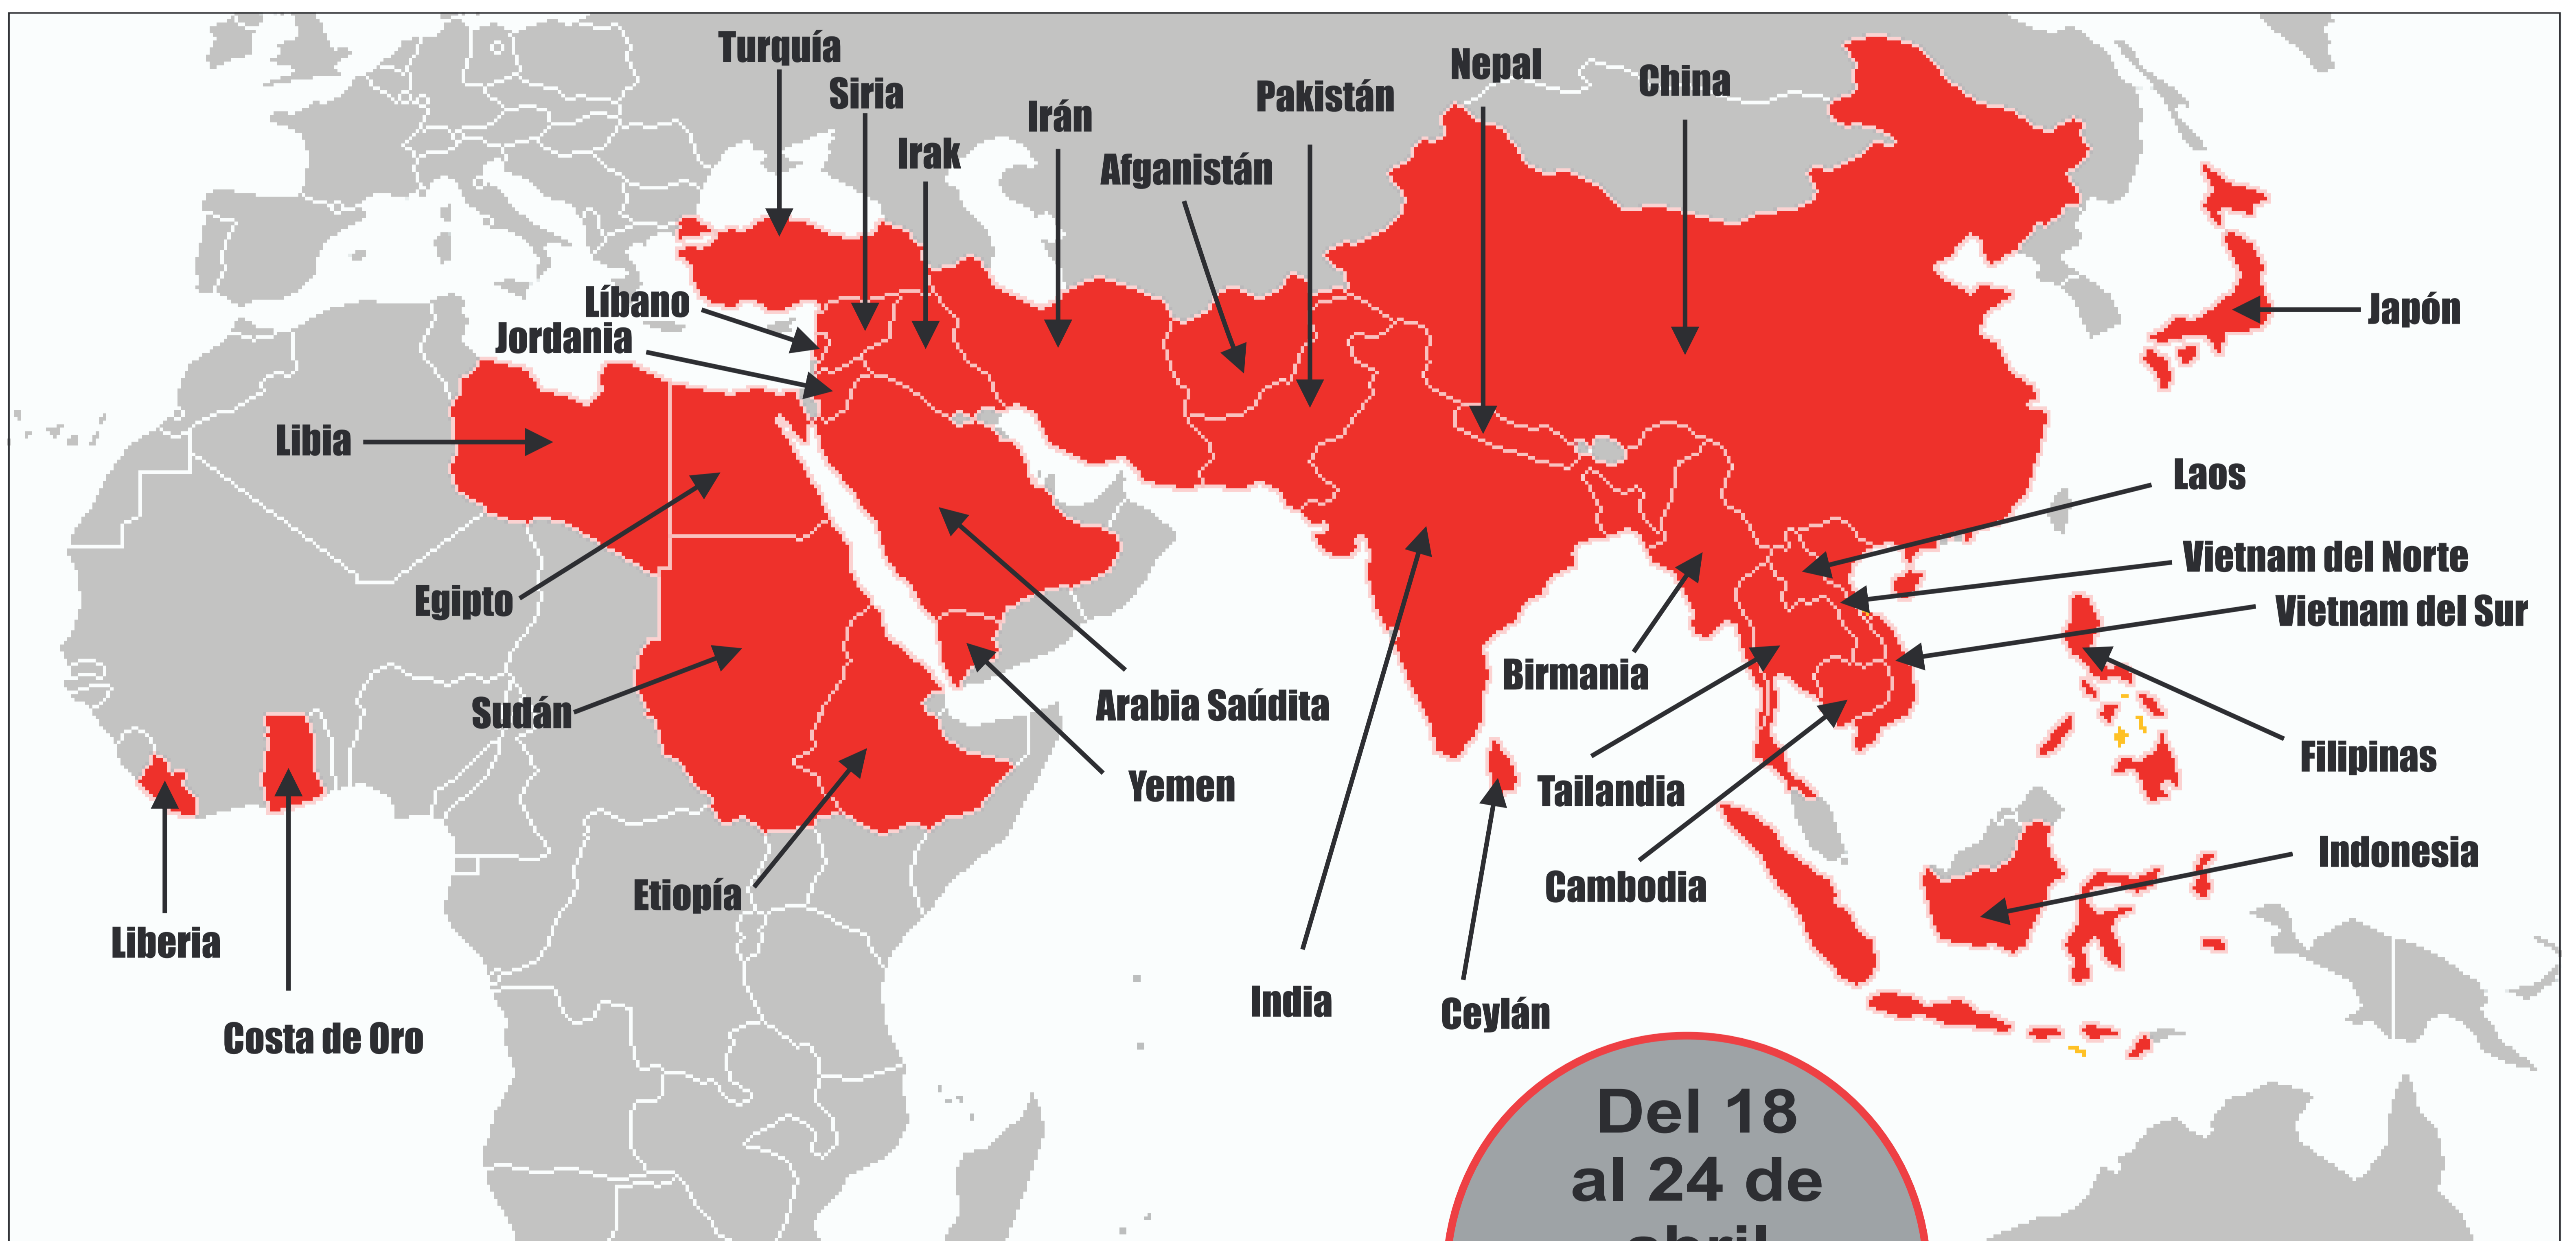 Turquía
Siria
Irak
Irán
Afganistán
Pakistán
Nepal
China
Líbano
Jordania
Japón
Libia
Laos
Vietnam del Norte
Vietnam del Sur
Egipto
Sudán
Arabia Saúdita
Birmania
Yemen
Tailandia
Filipinas
Etiopía
Cambodia
Indonesia
Liberia
India
Ceylán
Costa de Oro
Del 18
al 24 de
abril